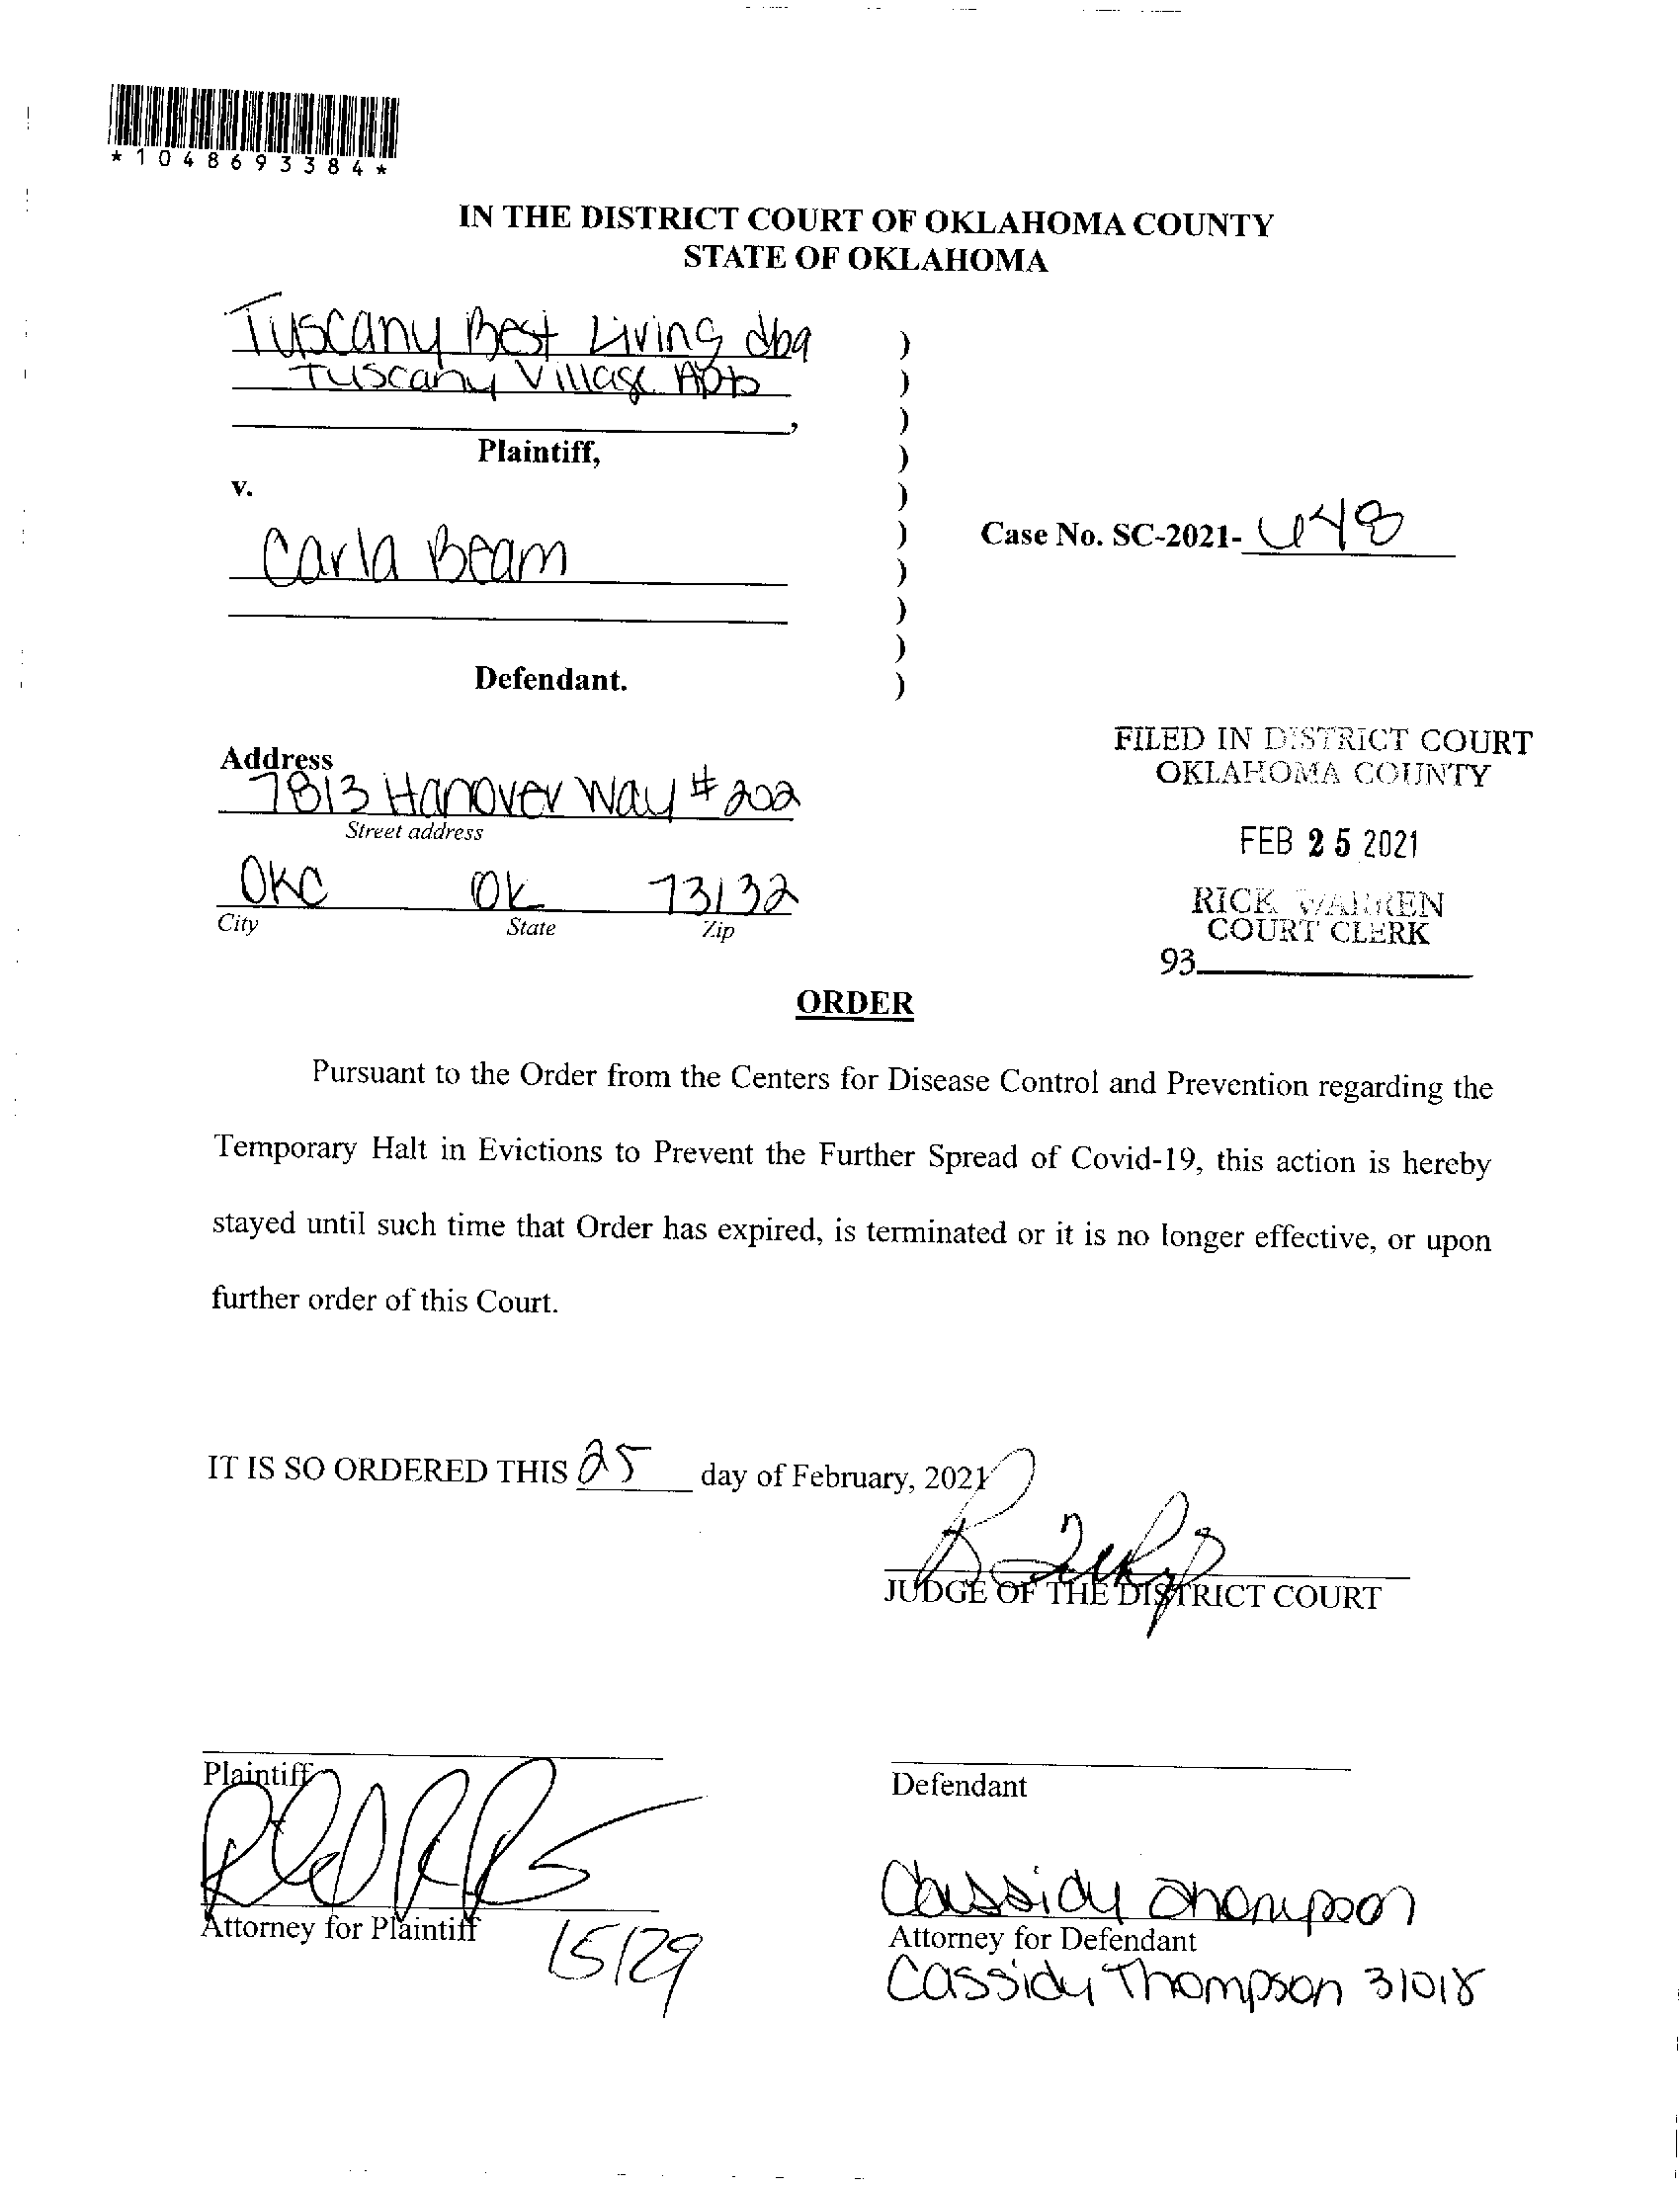 *1048693384*
IN THE DISTRICT COURT OF OKLAHOMA COUNTY
STATE OF OKLAHOMA
Tuscany Best Living dba )
Tuscany Village Apts )
, )
Plaintiff, )
v. )
Carla Beam ) Case No. SC-2021- 648
)
)
)
Defendant. )
FILED IN DISTRICT COURT
OKLAHOMA COUNTY
FEB 25 2021
RICK WARREN
COURT CLERK
93
Address
7813 Hanover Way #202
Street address
OKC OK 73132
City State Zip
ORDER
Pursuant to the Order from the Centers for Disease Control and Prevention regarding the
Temporary Halt in Evictions to Prevent the Further Spread of Covid-19, this action is hereby
stayed until such time that Order has expired, is terminated or it is no longer effective, or upon
further order of this Court.
IT IS SO ORDERED THIS 25 day of February, 2021
JUDGE OF THE DISTRICT COURT
Plaintiff
Attorney for Plaintiff
15129
Defendant
Cassidy Thompson
Attorney for Defendant
Cassidy Thompson 31018